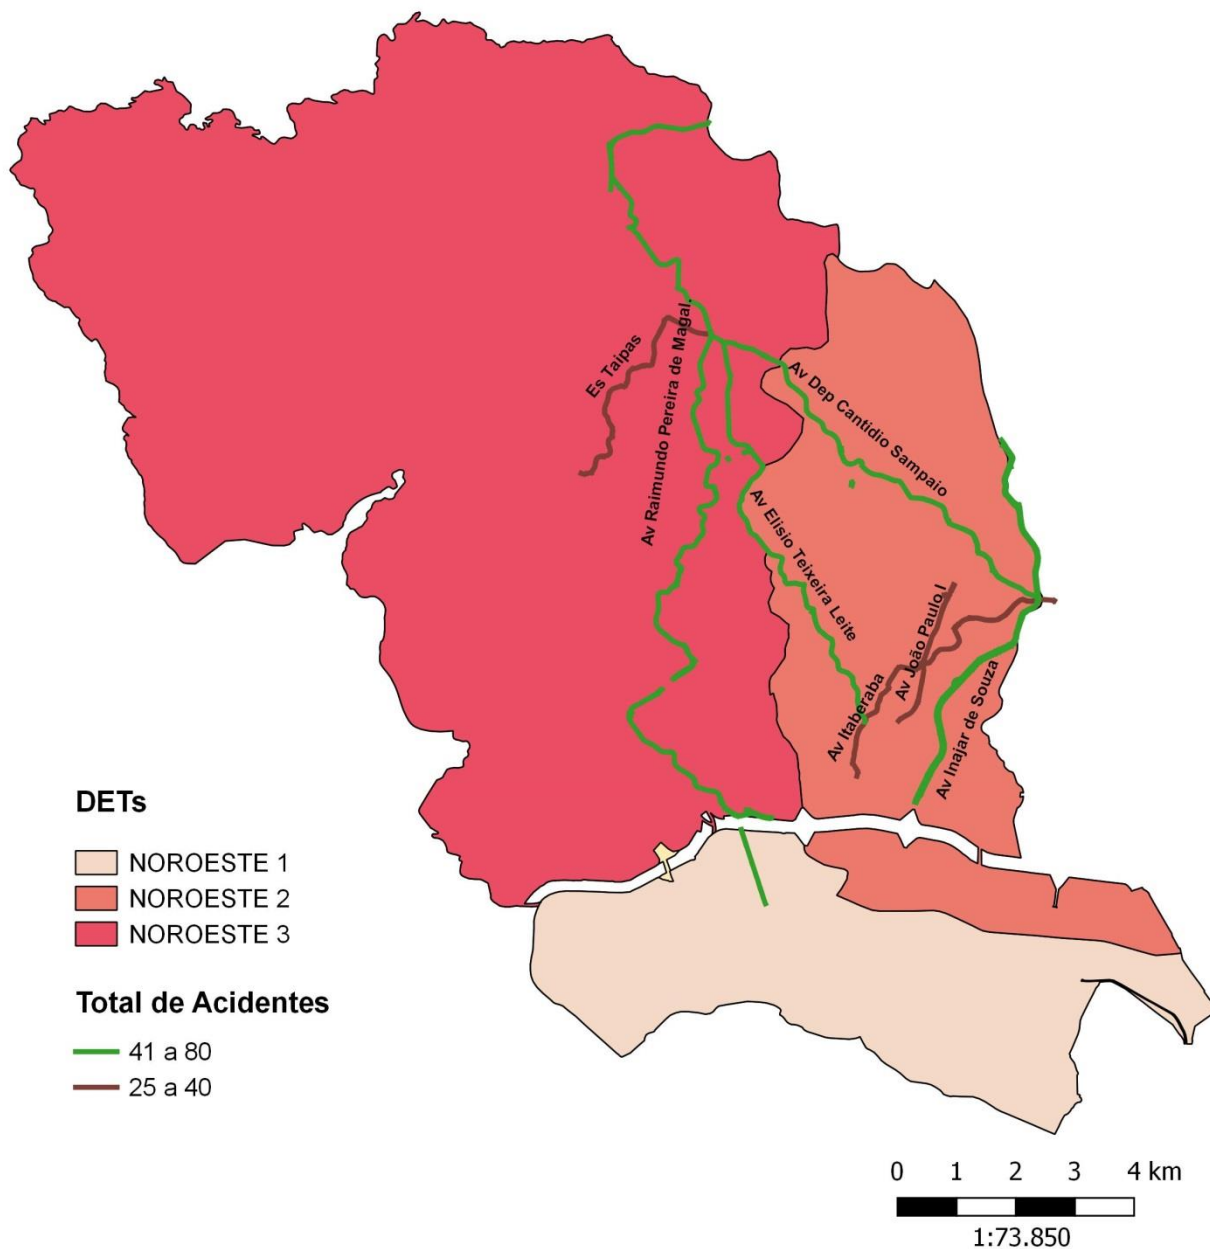 Es Taipas
Av Raimundo Pereira de Magal.
Av Dep Cantidio Sampaio
Av Elisio Teixeira Leite
Av João Paulo I
Av Itaberaba
Av Inajar de Souza
DETs
NOROESTE 1
NOROESTE 2
NOROESTE 3
Total de Acidentes
41 a 80
25 a 40
0 1 2 3 4 km
1:73.850